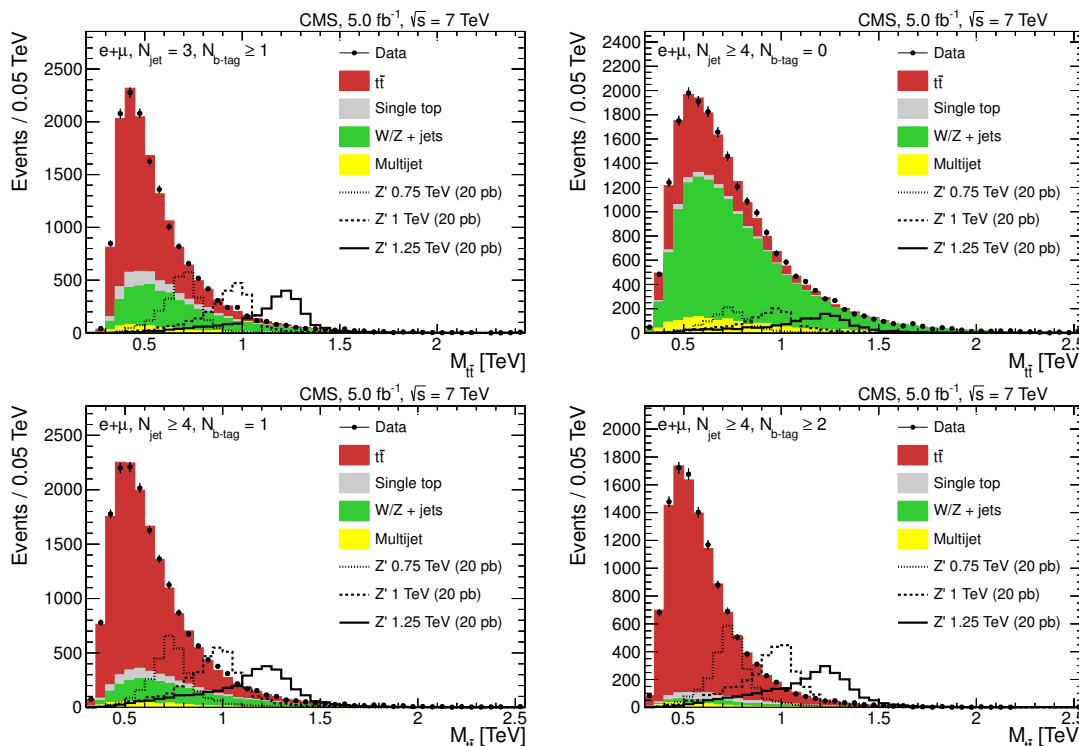 CMS, 5.0 fb⁻¹, √s = 7 TeV
e+μ, N_jet = 3, N_b-tag ≥ 1
Data
tt̄
Single top
W/Z + jets
Multijet
Z' 0.75 TeV (20 pb)
Z' 1 TeV (20 pb)
Z' 1.25 TeV (20 pb)
Events / 0.05 TeV
2500
2000
1500
1000
500
0
0.5 1 1.5 2 2.5
M_tt̄ [TeV]
CMS, 5.0 fb⁻¹, √s = 7 TeV
e+μ, N_jet ≥ 4, N_b-tag = 0
Data
tt̄
Single top
W/Z + jets
Multijet
Z' 0.75 TeV (20 pb)
Z' 1 TeV (20 pb)
Z' 1.25 TeV (20 pb)
Events / 0.05 TeV
2400
2200
2000
1800
1600
1400
1200
1000
800
600
400
200
0
0.5 1 1.5 2 2.5
M_tt̄ [TeV]
CMS, 5.0 fb⁻¹, √s = 7 TeV
e+μ, N_jet ≥ 4, N_b-tag = 1
Data
tt̄
Single top
W/Z + jets
Multijet
Z' 0.75 TeV (20 pb)
Z' 1 TeV (20 pb)
Z' 1.25 TeV (20 pb)
Events / 0.05 TeV
2500
2000
1500
1000
500
0
0.5 1 1.5 2 2.5
M_tt̄ [TeV]
CMS, 5.0 fb⁻¹, √s = 7 TeV
e+μ, N_jet ≥ 4, N_b-tag ≥ 2
Data
tt̄
Single top
W/Z + jets
Multijet
Z' 0.75 TeV (20 pb)
Z' 1 TeV (20 pb)
Z' 1.25 TeV (20 pb)
Events / 0.05 TeV
2000
1800
1600
1400
1200
1000
800
600
400
200
0
0.5 1 1.5 2 2.5
M_tt̄ [TeV]